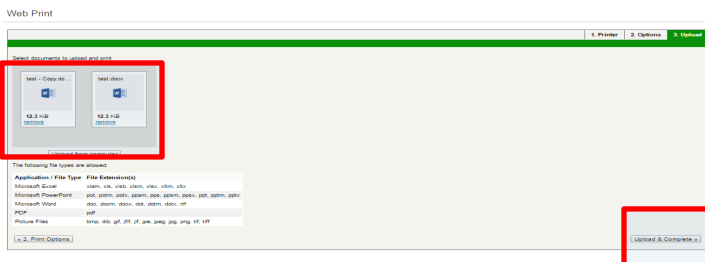 Web Print
1. Printer 2. Options 3. Upload
Select documents to upload and print
test - Copy.do... test.docx
12.3 KiB 12.3 KiB
remove remove
Upload from computer
The following file types are allowed:
Application / File Type File Extension(s)
Microsoft Excel xlam, xls, xlsb, xlsm, xlsx, xltm, xltx
Microsoft PowerPoint pot, potm, potx, ppam, pps, ppsm, ppsx, ppt, pptm, pptx
Microsoft Word doc, docm, docx, dot, dotm, dotx, rtf
PDF pdf
Picture Files bmp, dib, gif, jfif, jif, jpe, jpeg, jpg, png, tif, tiff
« 2. Print Options Upload & Complete »